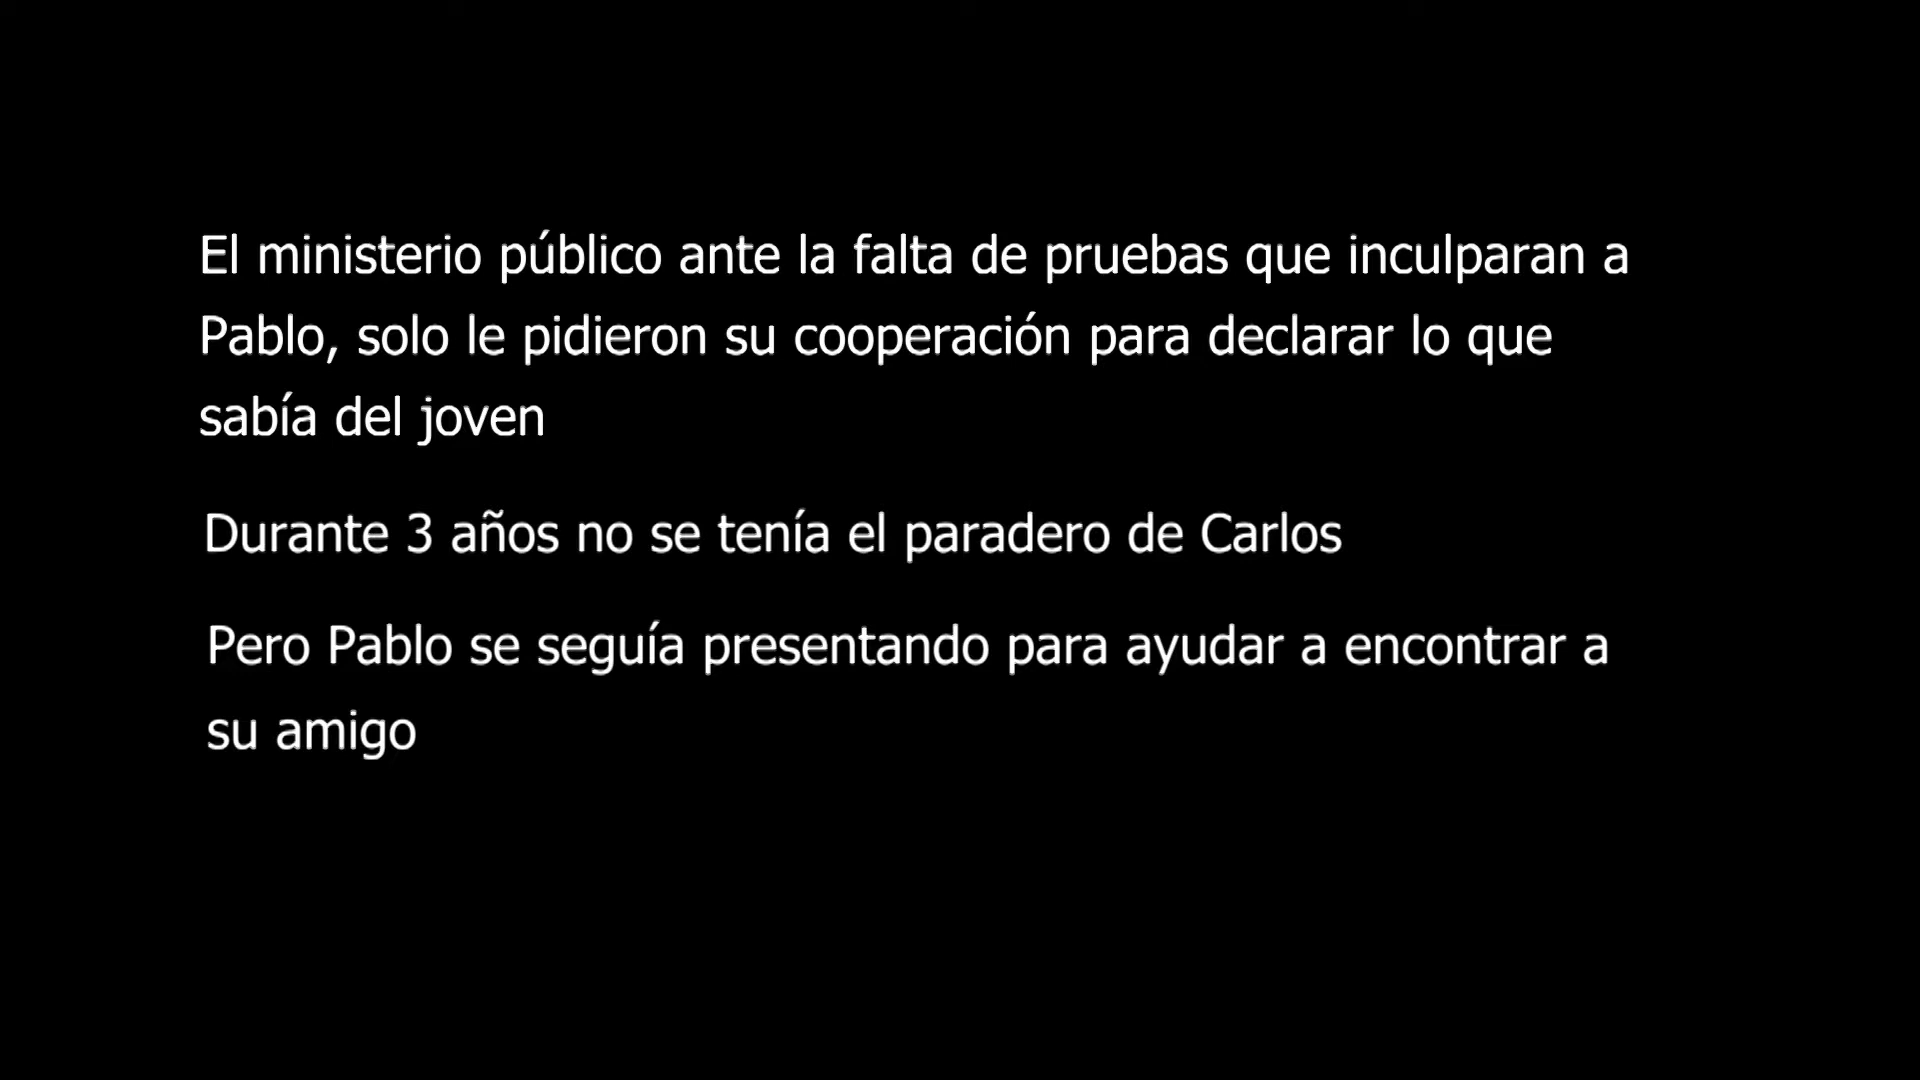 El ministerio público ante la falta de pruebas que inculparan a
Pablo, solo le pidieron su cooperación para declarar lo que
sabía del joven
Durante 3 años no se tenía el paradero de Carlos
Pero Pablo se seguía presentando para ayudar a encontrar a
su amigo